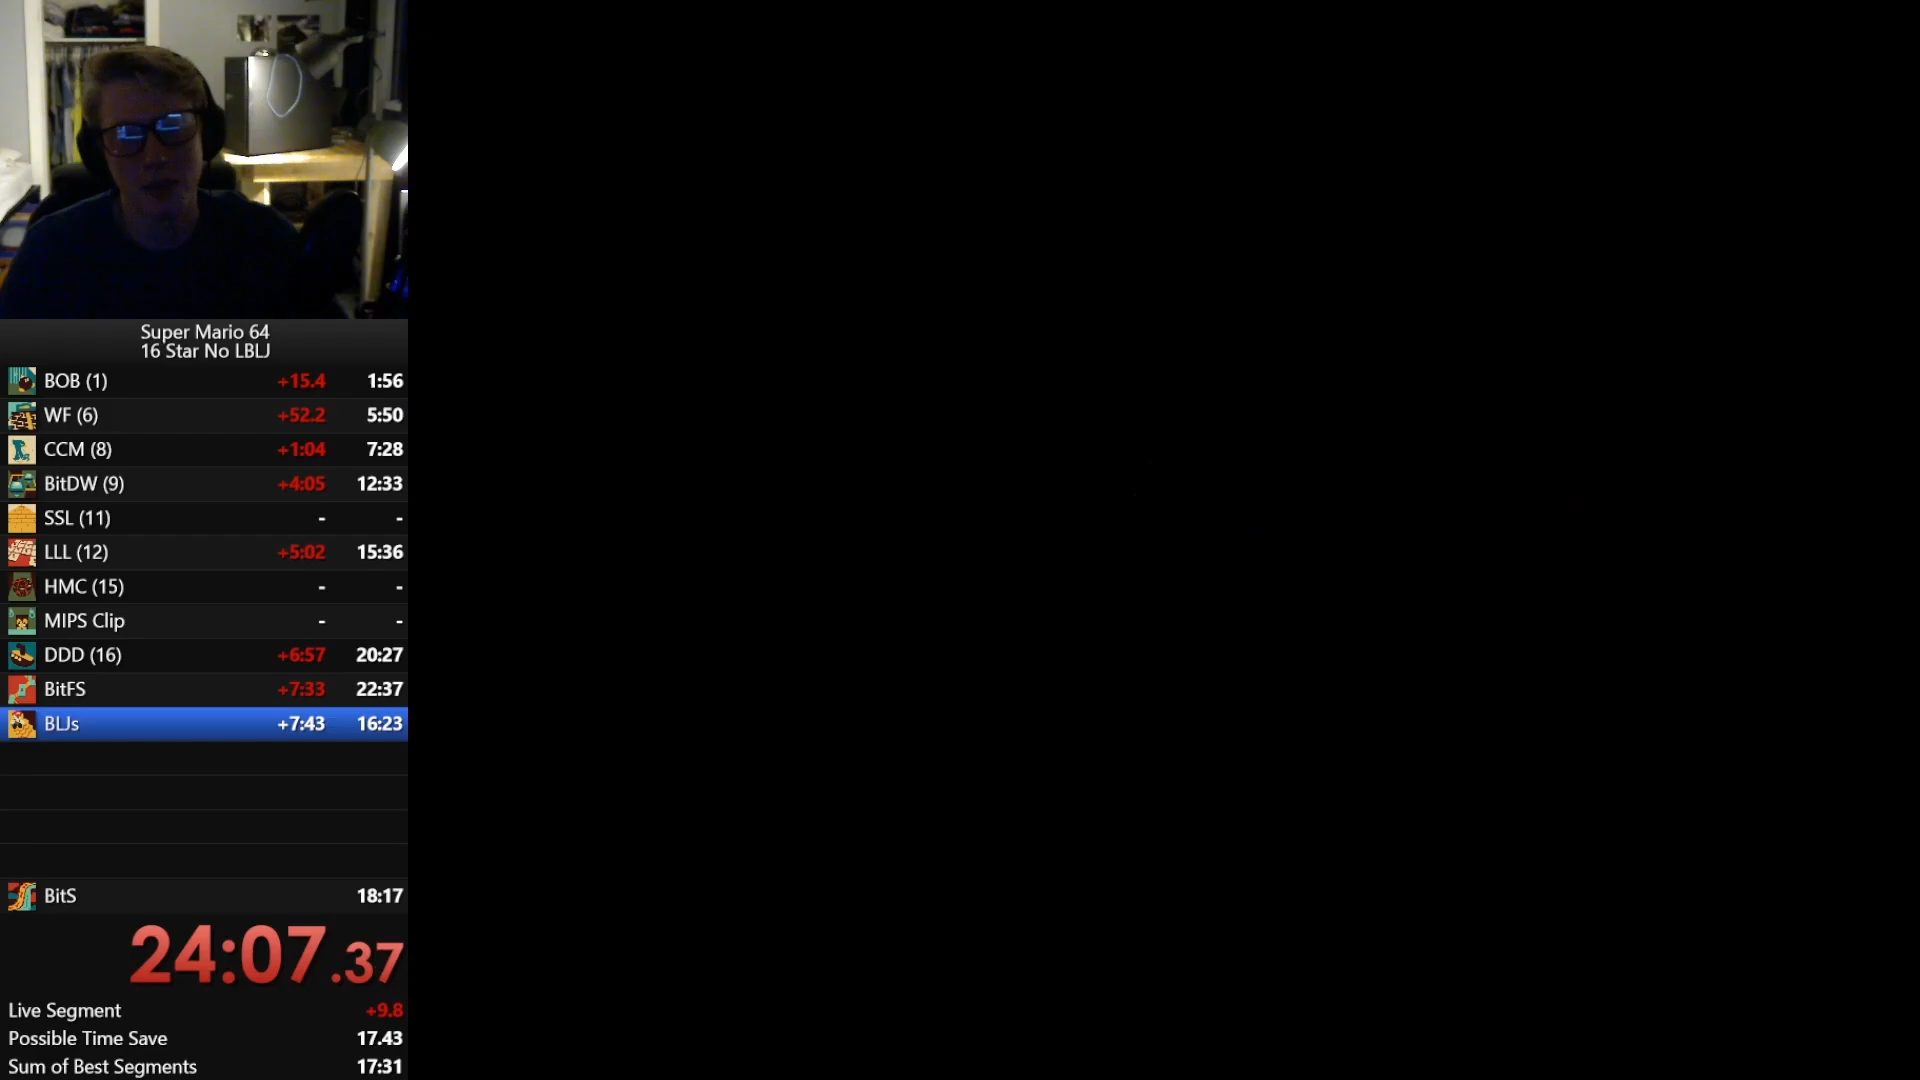 Super Mario 64
16 Star No LBLJ
BOB (1) +15.4 1:56
WF (6) +52.2 5:50
CCM (8) +1:04 7:28
BitDW (9) +4:05 12:33
SSL (11) - -
LLL (12) +5:02 15:36
HMC (15) - -
MIPS Clip - -
DDD (16) +6:57 20:27
BitFS +7:33 22:37
BLJs +7:43 16:23
BitS 18:17
24:07.37
Live Segment +9.8
Possible Time Save 17.43
Sum of Best Segments 17:31